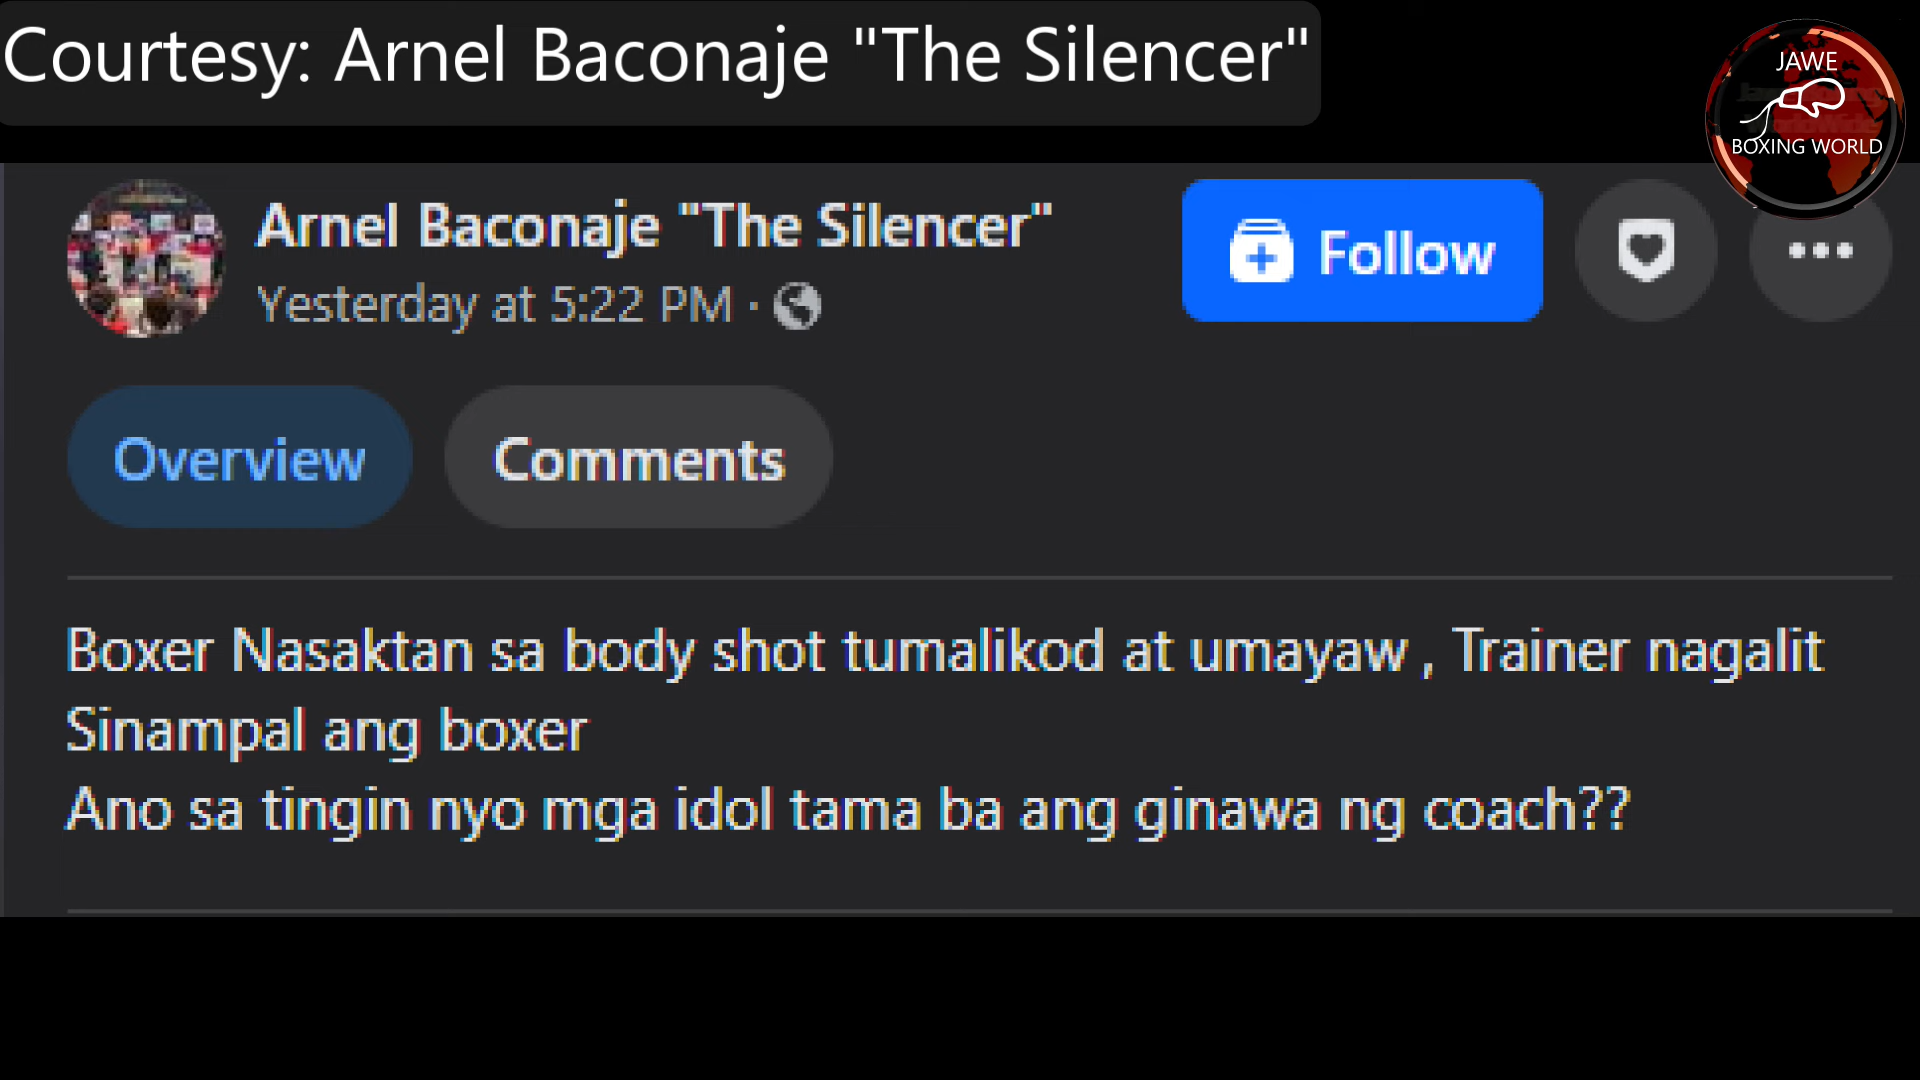 Courtesy: Arnel Baconaje "The Silencer"
JAWE
BOXING WORLD
Arnel Baconaje "The Silencer"
Yesterday at 5:22 PM ·
Follow
Overview
Comments
Boxer Nasaktan sa body shot tumalikod at umayaw , Trainer nagalit
Sinampal ang boxer
Ano sa tingin nyo mga idol tama ba ang ginawa ng coach??